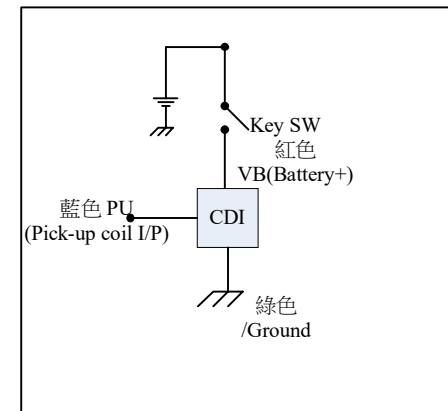 Key SW
紅色
VB(Battery+)
藍色 PU
(Pick-up coil I/P)
CDI
綠色
/Ground